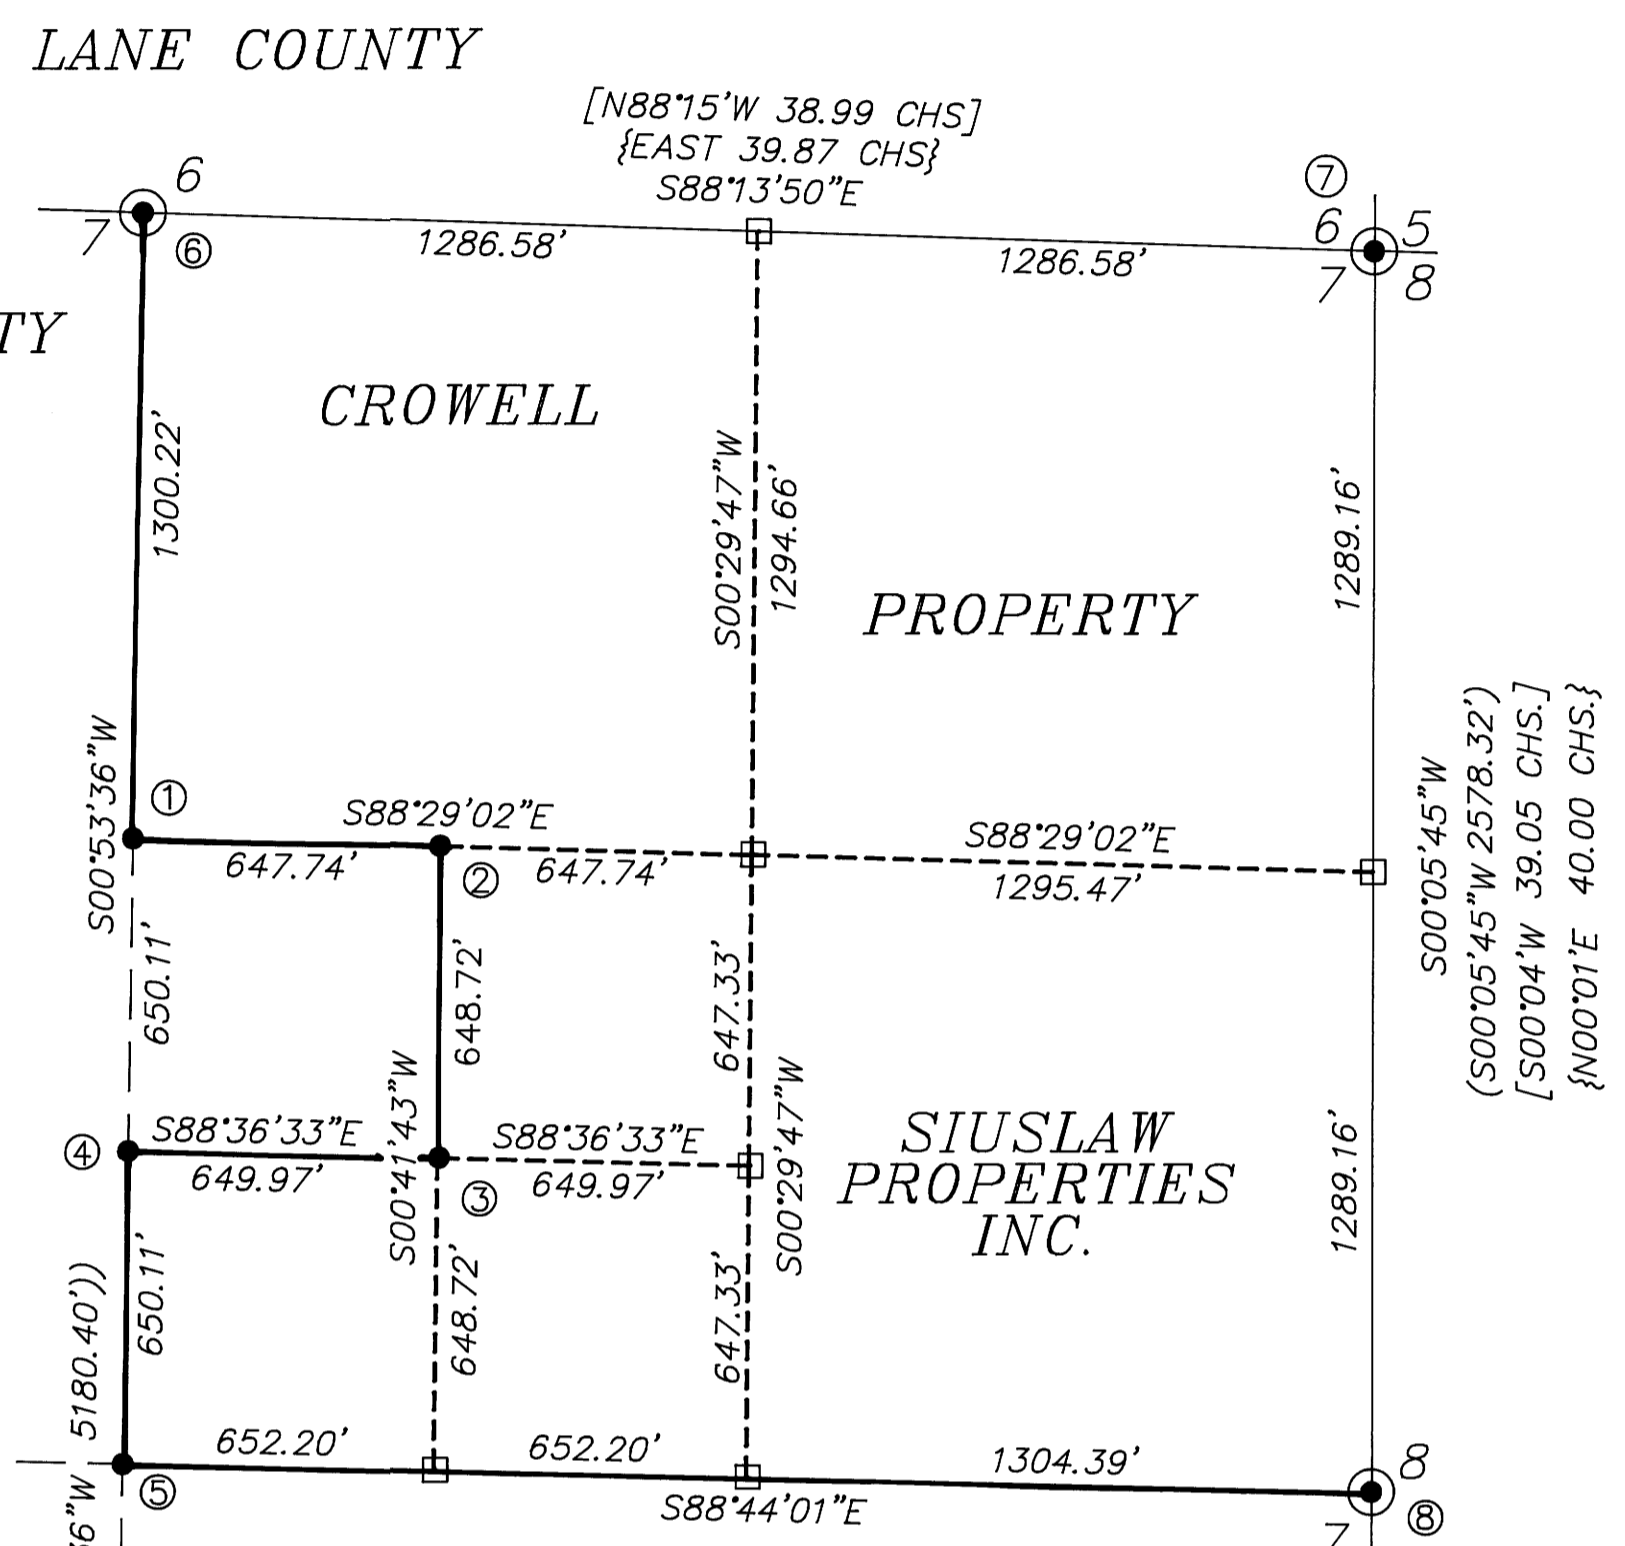 LANE COUNTY
[N88°15'W 38.99 CHS]
{EAST 39.87 CHS}
S88°13'50"E
6
7
⑥
1286.58'
1286.58'
⑦
6 5
7 8
TY
CROWELL
1300.22'
S00°29'47"W
1294.66'
1289.16'
PROPERTY
S00°53'36"W
①
S88°29'02"E
647.74'
②
647.74'
S88°29'02"E
1295.47'
S00°05'45"W
(S00°05'45"W 2578.32')
[S00°04'W 39.05 CHS.]
{N00°01'E 40.00 CHS.}
650.11'
648.72'
647.33'
④
S88°36'33"E
649.97'
S00°41'43"W
S88°36'33"E
649.97'
③
S00°29'47"W
SIUSLAW
PROPERTIES
INC.
1289.16'
5180.40'))
650.11'
648.72'
647.33'
652.20'
652.20'
1304.39'
S88°44'01"E
⑤
6"W
8
7
⑧